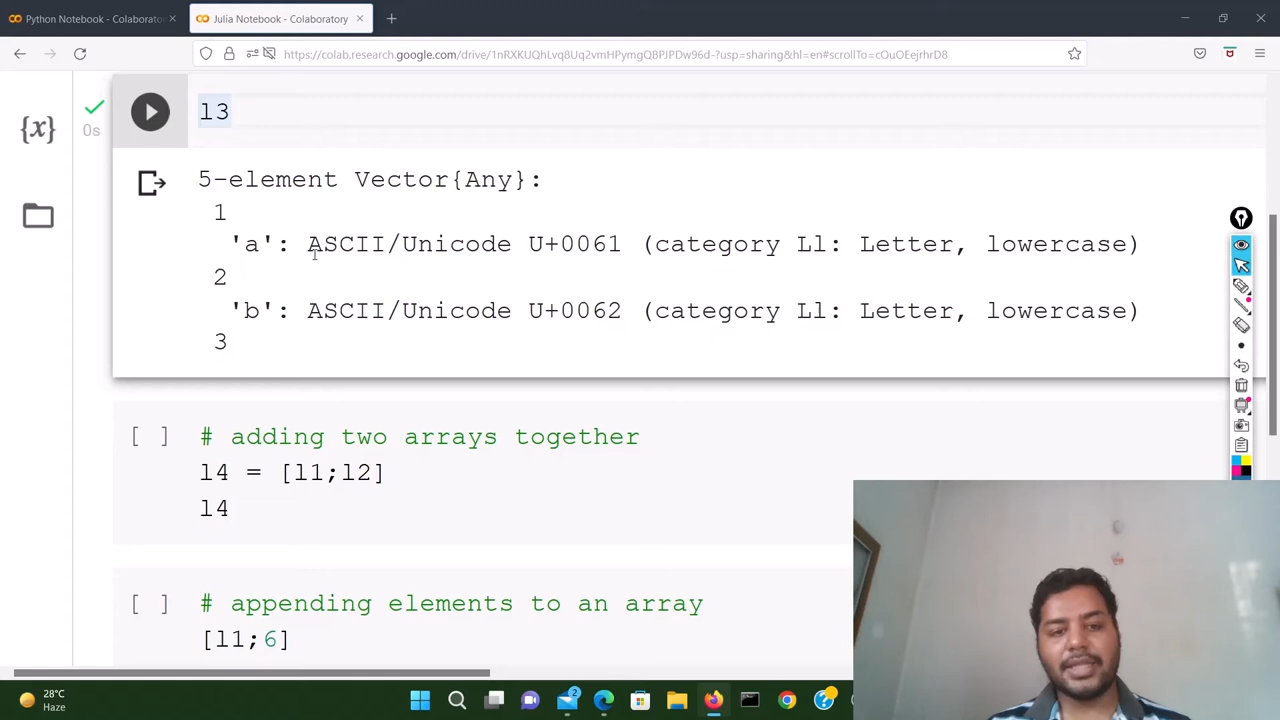 Python Notebook - Colaborato
Julia Notebook - Colaboratory
https://colab.research.google.com/drive/1nRXKUQhLvq8Uq2vmHPymgQBJPDw96d-?usp=sharing&hl=en#scrollTo=cOuOEejrhrD8
{x}
0s
l3
5-element Vector{Any}:
1
'a': ASCII/Unicode U+0061 (category Ll: Letter, lowercase)
2
'b': ASCII/Unicode U+0062 (category Ll: Letter, lowercase)
3
[ ] # adding two arrays together
l4 = [l1;l2]
l4
[ ] # appending elements to an array
[l1;6]
28°C
Haze
2